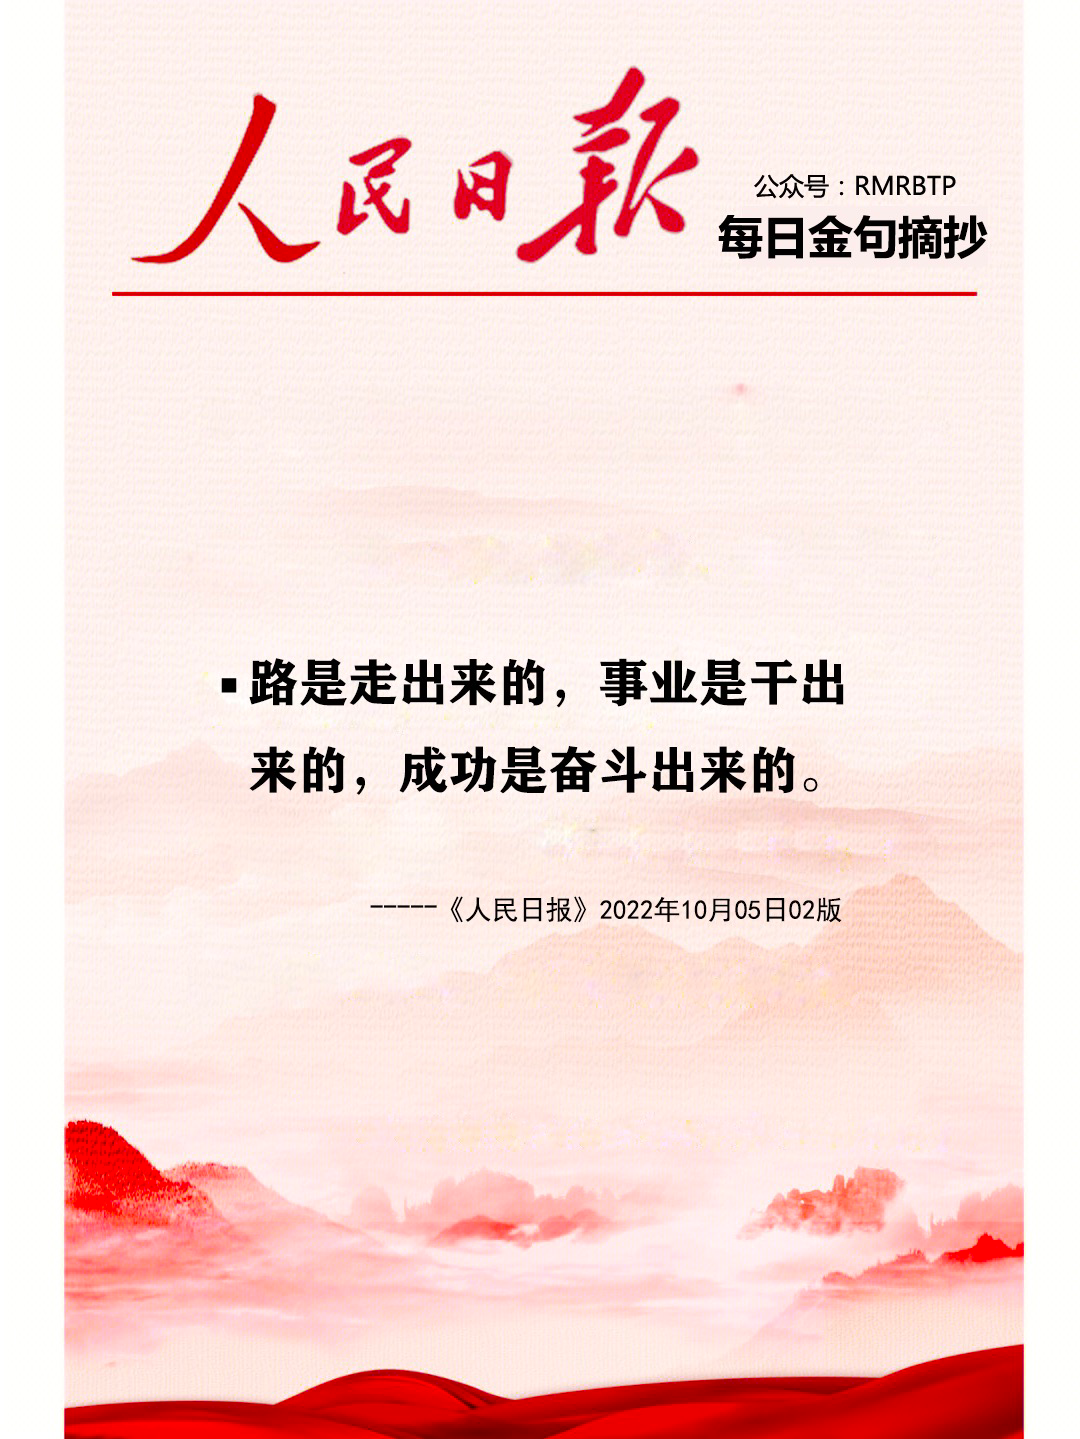 人民日报
公众号：RMRBTP
每日金句摘抄
▪路是走出来的，事业是干出
来的，成功是奋斗出来的。
-----《人民日报》2022年10月05日02版